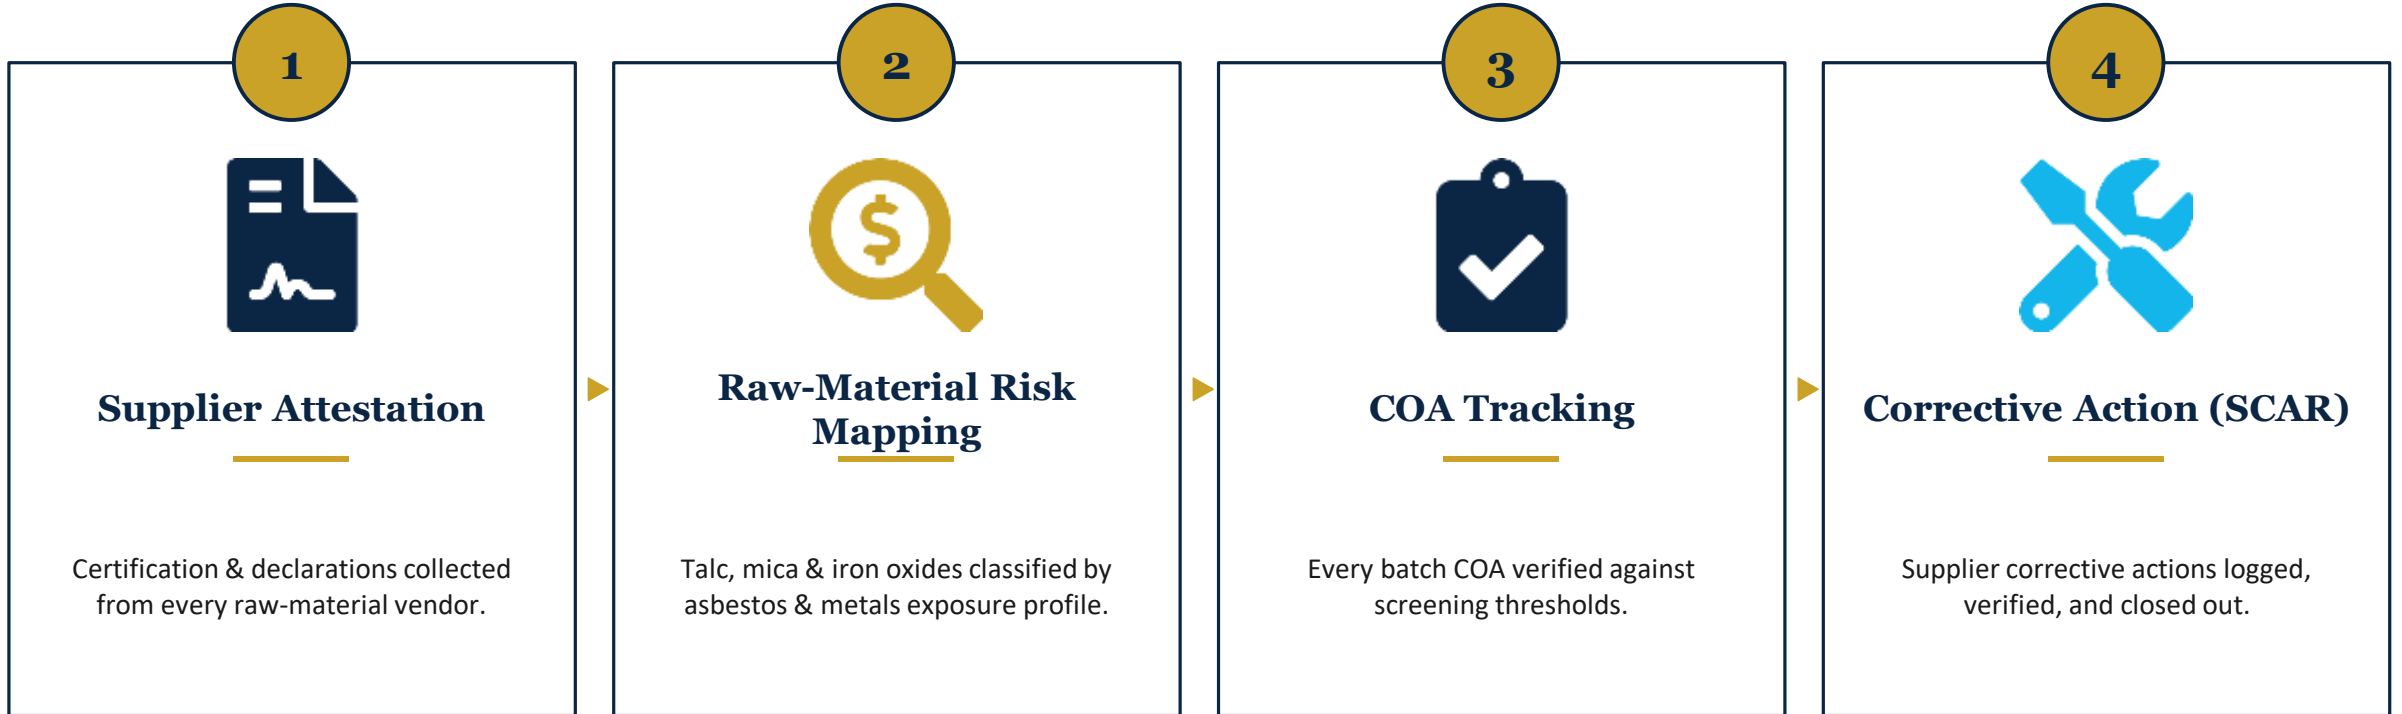 1
Supplier Attestation
Certification & declarations collected
from every raw-material vendor.
2
$
Raw-Material Risk
Mapping
Talc, mica & iron oxides classified by
asbestos & metals exposure profile.
3
COA Tracking
Every batch COA verified against
screening thresholds.
4
Corrective Action (SCAR)
Supplier corrective actions logged,
verified, and closed out.